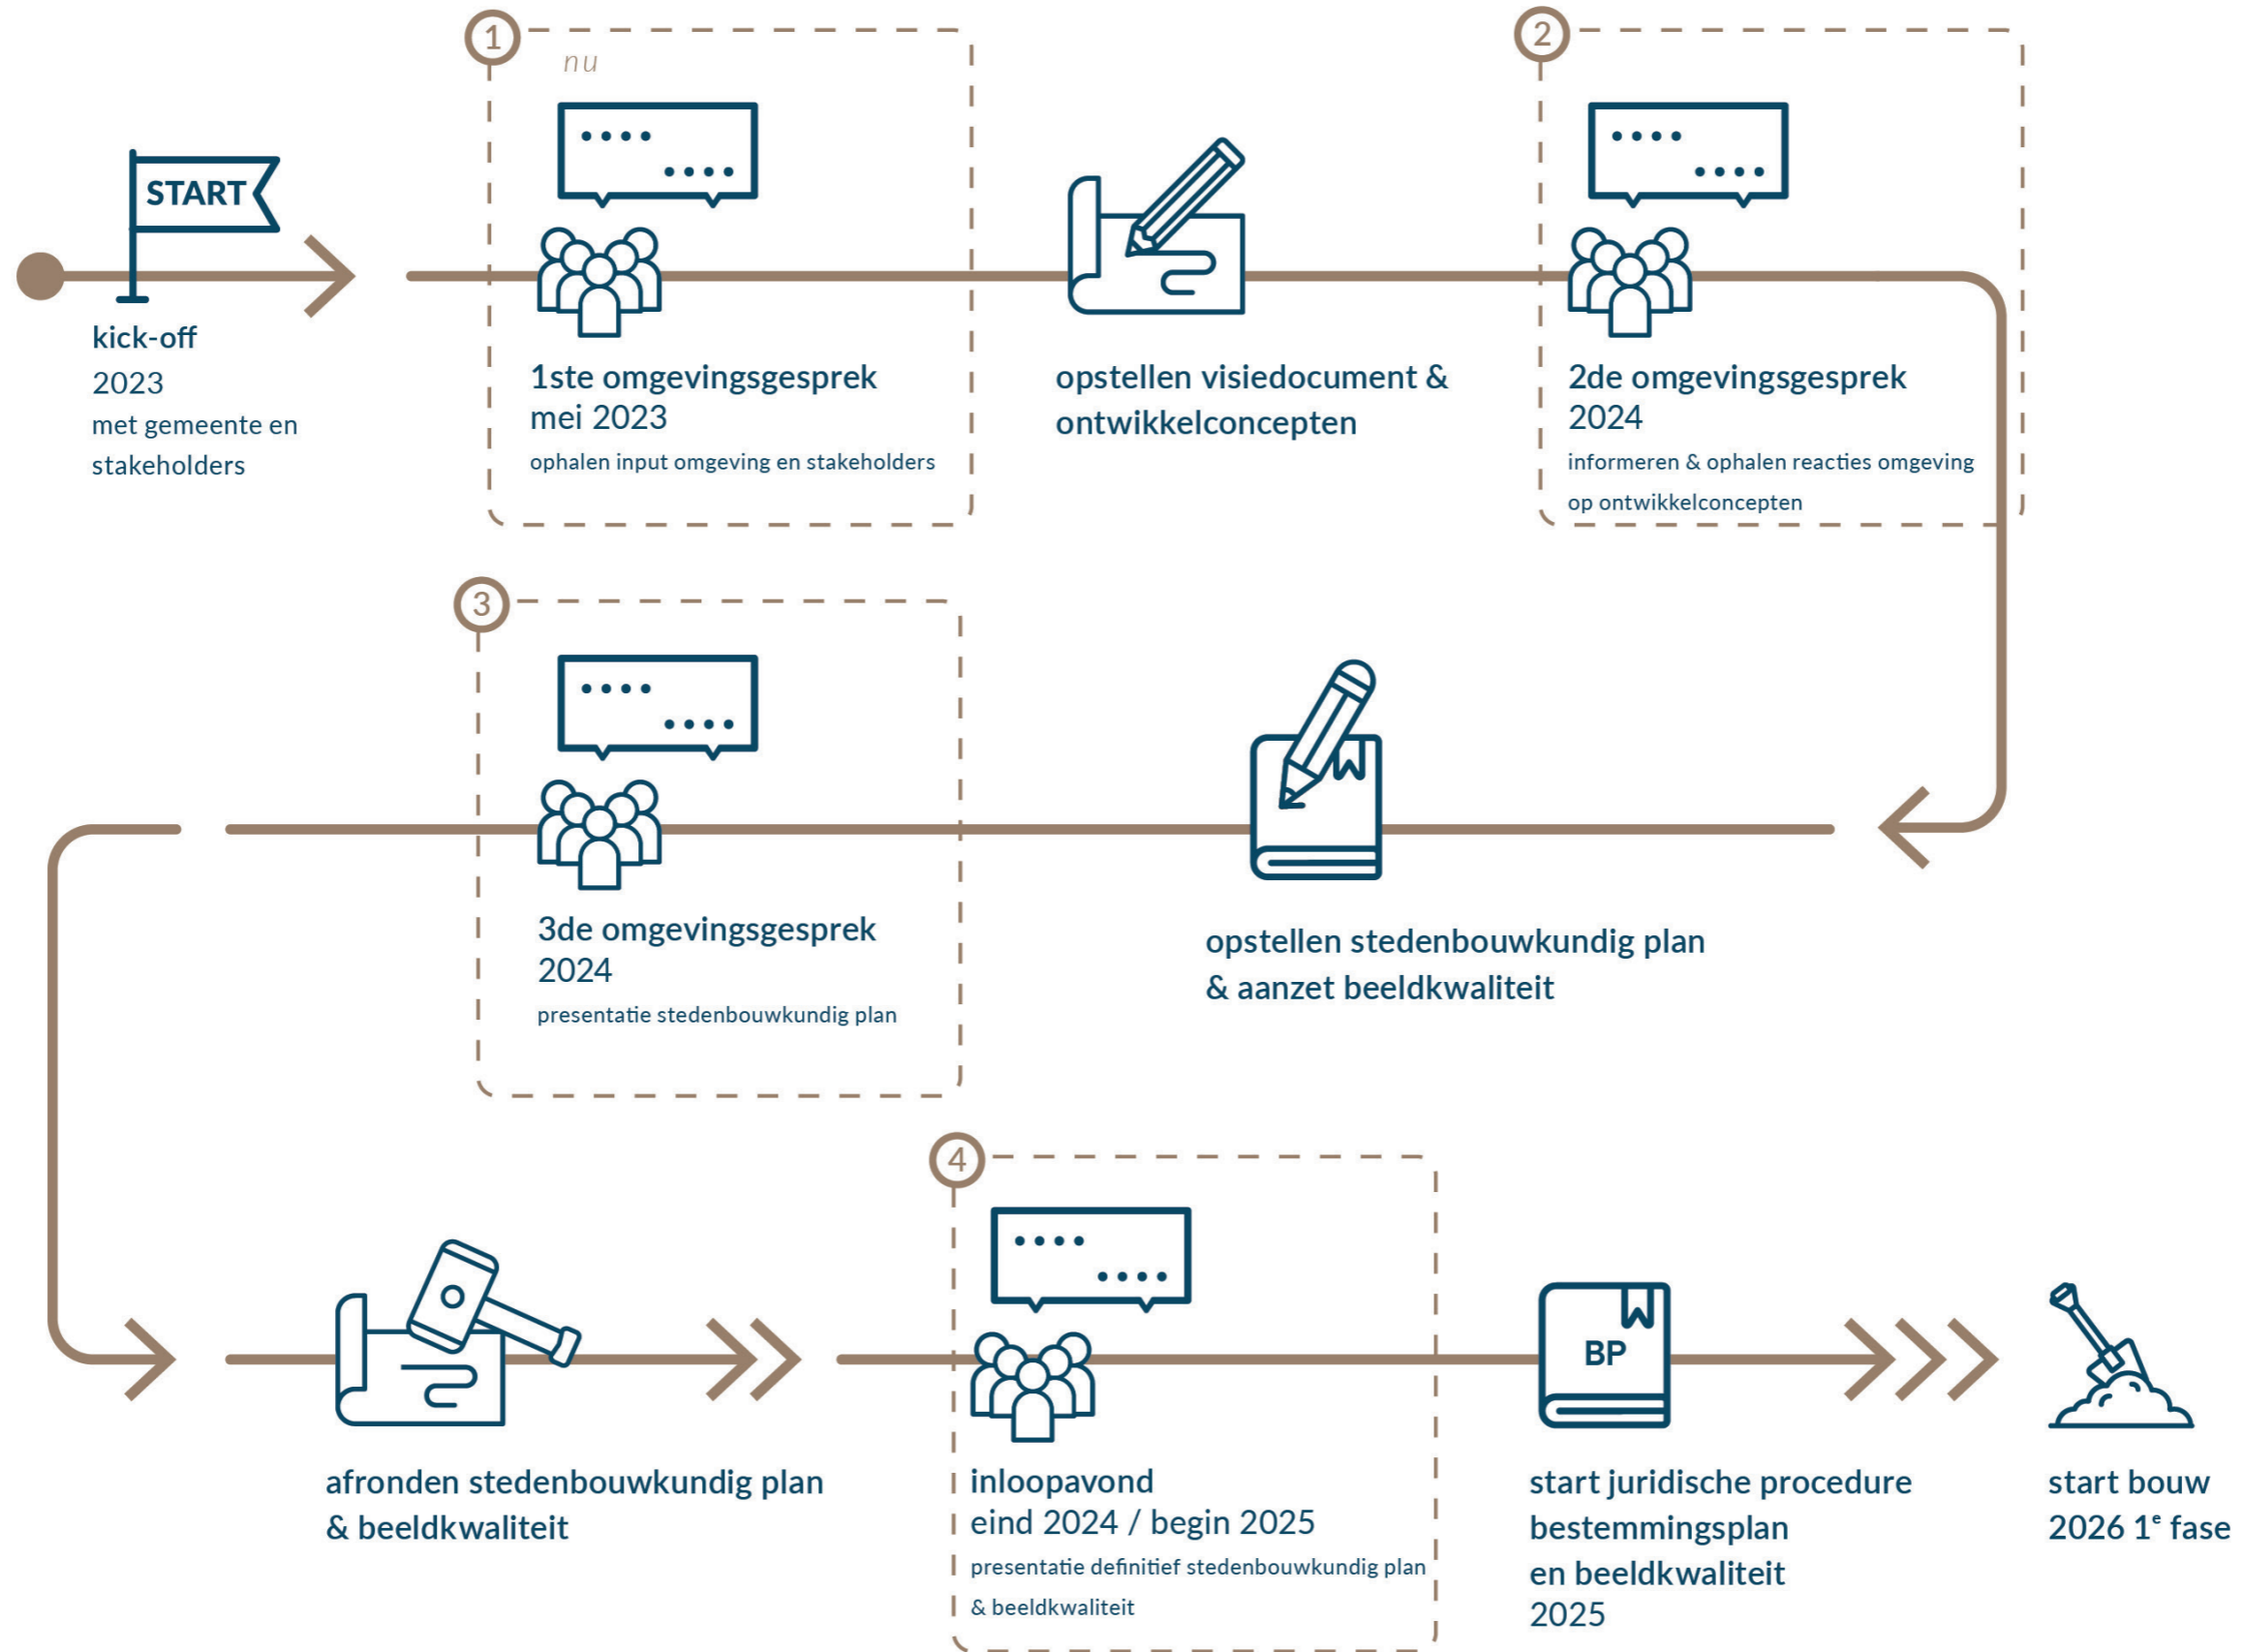 START
kick-off
2023
met gemeente en
stakeholders
1
nu
1ste omgevingsgesprek
mei 2023
ophalen input omgeving en stakeholders
opstellen visiedocument &
ontwikkelconcepten
2
2de omgevingsgesprek
2024
informeren & ophalen reacties omgeving
op ontwikkelconcepten
opstellen stedenbouwkundig plan
& aanzet beeldkwaliteit
3
3de omgevingsgesprek
2024
presentatie stedenbouwkundig plan
afronden stedenbouwkundig plan
& beeldkwaliteit
4
inloopavond
eind 2024 / begin 2025
presentatie definitief stedenbouwkundig plan
& beeldkwaliteit
BP
start juridische procedure
bestemmingsplan
en beeldkwaliteit
2025
start bouw
2026 1ᵉ fase